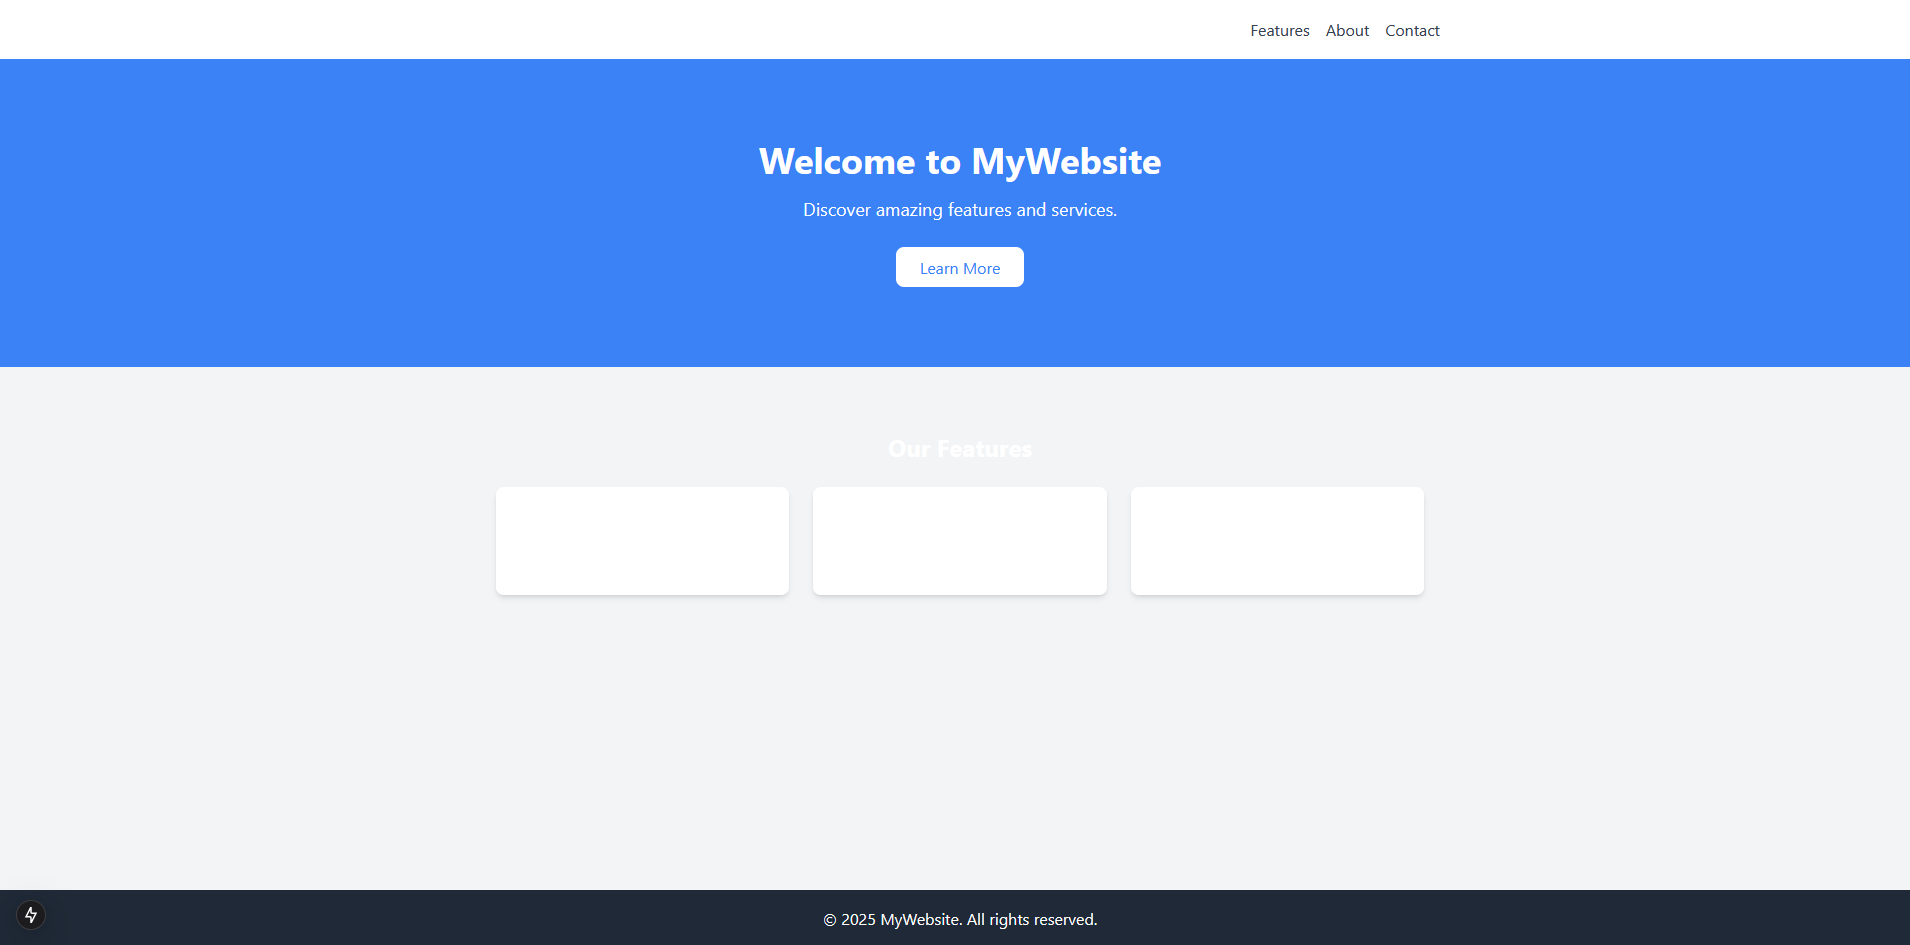 Features About Contact
Welcome to MyWebsite
Discover amazing features and services.
Learn More
Our Features
© 2025 MyWebsite. All rights reserved.